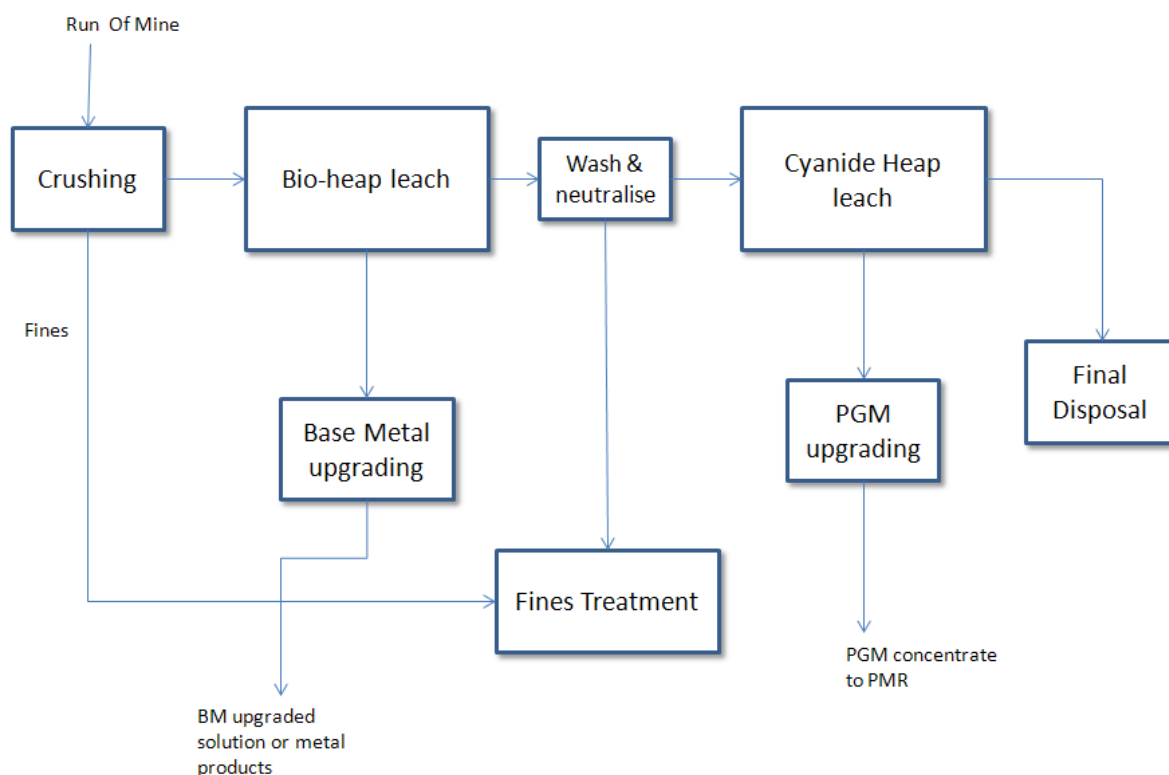 Run Of Mine
Crushing
Bio-heap leach
Wash &
neutralise
Cyanide Heap
leach
Fines
Base Metal
upgrading
PGM
upgrading
Final
Disposal
Fines Treatment
PGM concentrate
to PMR
BM upgraded
solution or metal
products